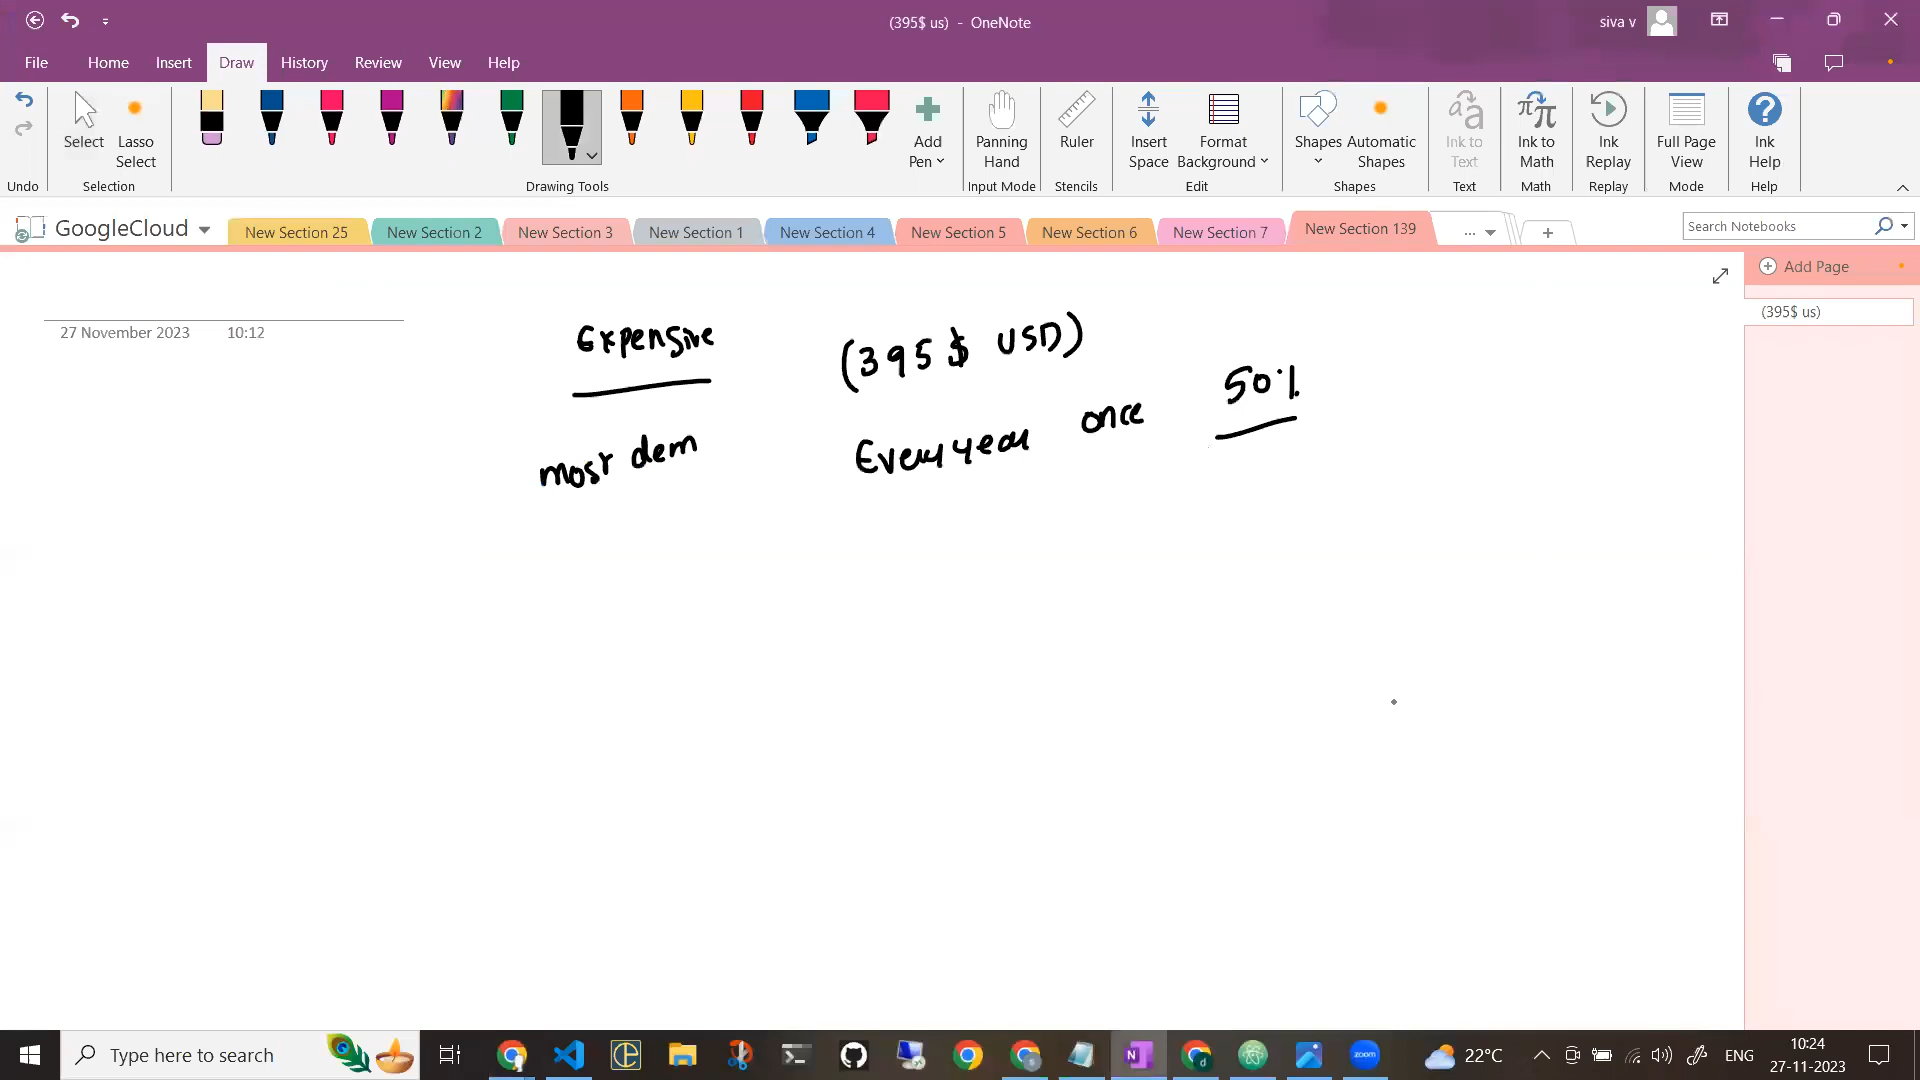 (395$ us) - OneNote
siva v
File Home Insert Draw History Review View Help
Select
Lasso Select
Add Pen
Panning Hand
Ruler
Insert Space
Format Background
Shapes
Automatic Shapes
Ink to Text
Ink to Math
Ink Replay
Full Page View
Ink Help
Undo Selection Drawing Tools Input Mode Stencils Edit Shapes Text Math Replay Mode Help
GoogleCloud New Section 25 New Section 2 New Section 3 New Section 1 New Section 4 New Section 5 New Section 6 New Section 7 New Section 139 ... Search Notebooks
Add Page
(395$ us)
27 November 2023 10:12
Expensive (395 $ USD)
50%
most dem Every year once
Type here to search
zoom
22°C
ENG
10:24
27-11-2023